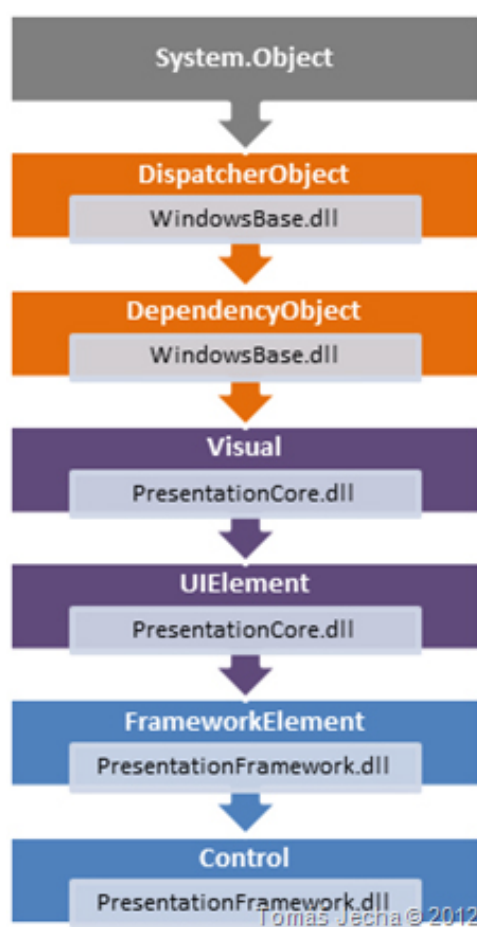 System.Object
DispatcherObject
WindowsBase.dll
DependencyObject
WindowsBase.dll
Visual
PresentationCore.dll
UIElement
PresentationCore.dll
FrameworkElement
PresentationFramework.dll
Control
PresentationFramework.dll
Tomas Jecha © 2012